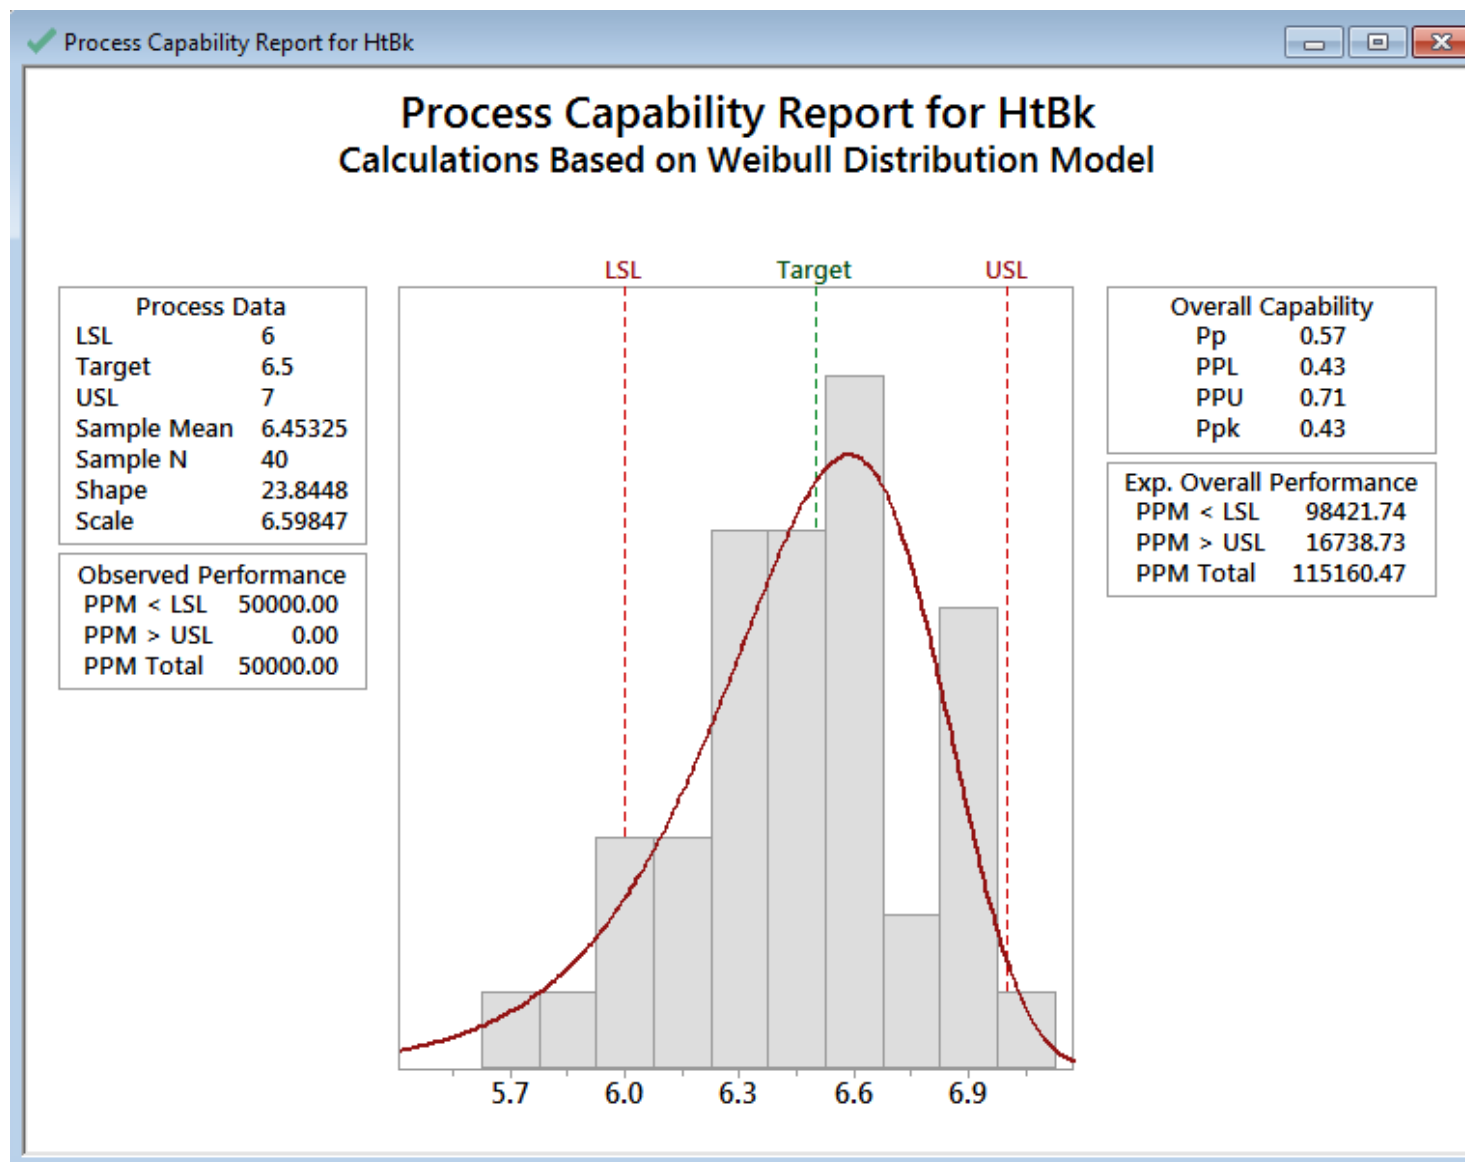 Process Capability Report for HtBk
Process Capability Report for HtBk
Calculations Based on Weibull Distribution Model
LSL
Target
USL
Process Data
LSL 6
Target 6.5
USL 7
Sample Mean 6.45325
Sample N 40
Shape 23.8448
Scale 6.59847
Observed Performance
PPM < LSL 50000.00
PPM > USL 0.00
PPM Total 50000.00
Overall Capability
Pp 0.57
PPL 0.43
PPU 0.71
Ppk 0.43
Exp. Overall Performance
PPM < LSL 98421.74
PPM > USL 16738.73
PPM Total 115160.47
5.7 6.0 6.3 6.6 6.9